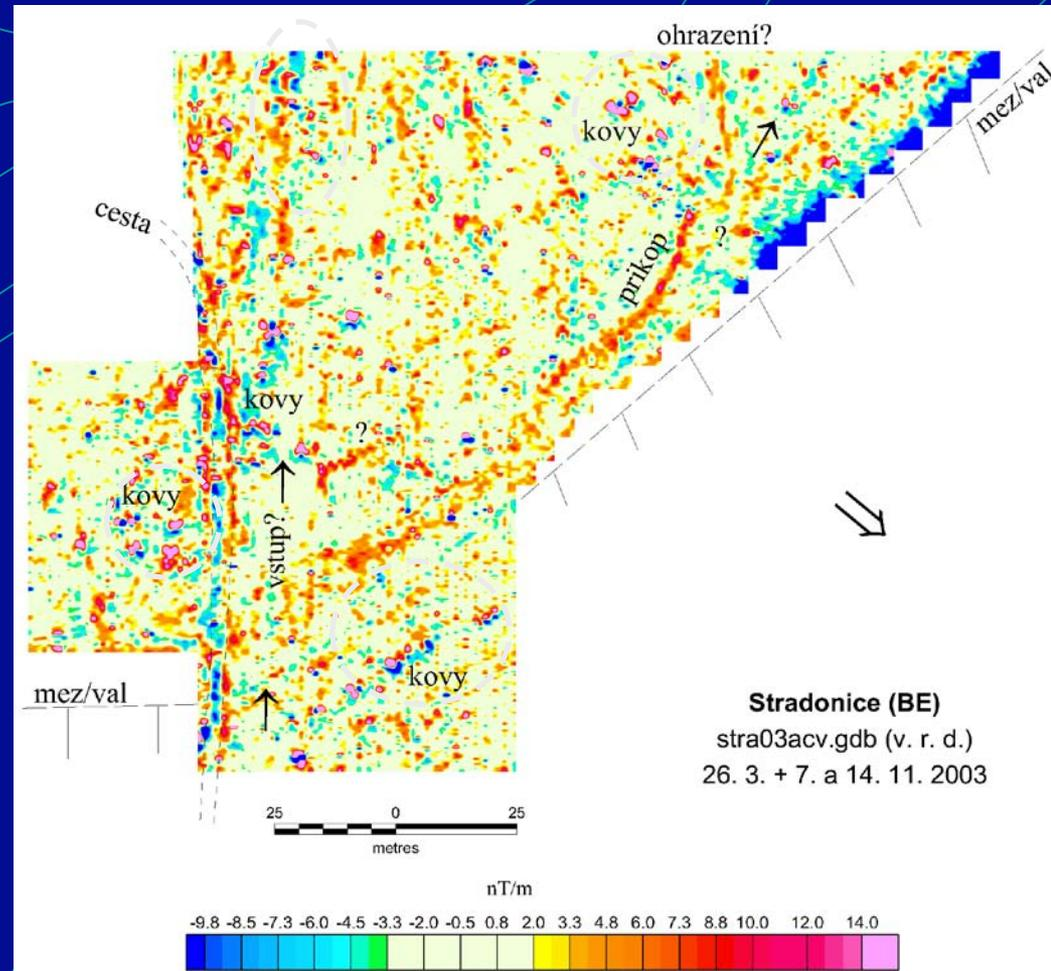 ohrazení?
mez/val
kovy
cesta
?
prikop
kovy
?
kovy
vstup?
kovy
mez/val
Stradonice (BE)
stra03acv.gdb (v. r. d.)
26. 3. + 7. a 14. 11. 2003
25 0 25
metres
nT/m
-9.8 -8.5 -7.3 -6.0 -4.5 -3.3 -2.0 -0.5 0.8 2.0 3.3 4.8 6.0 7.3 8.8 10.0 12.0 14.0